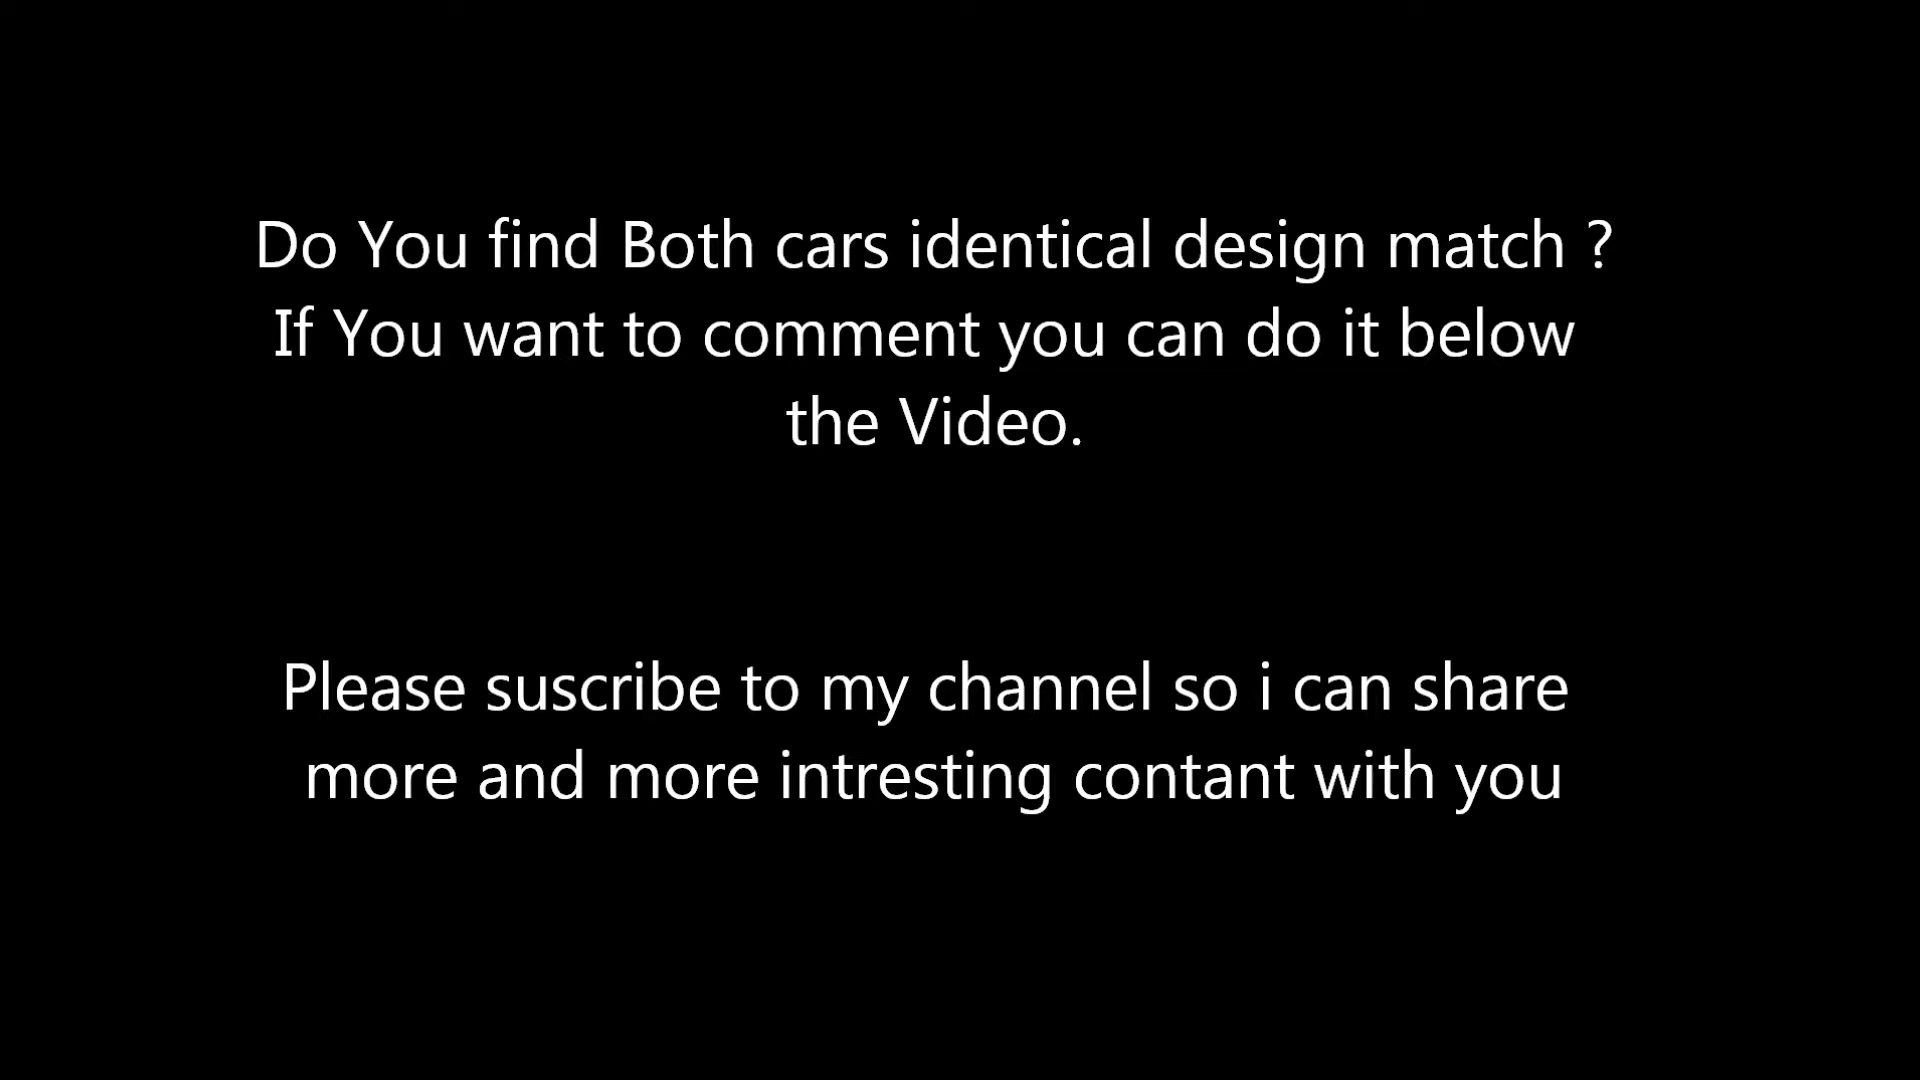 Do You find Both cars identical design match ?
If You want to comment you can do it below
the Video.
Please suscribe to my channel so i can share
more and more intresting contant with you